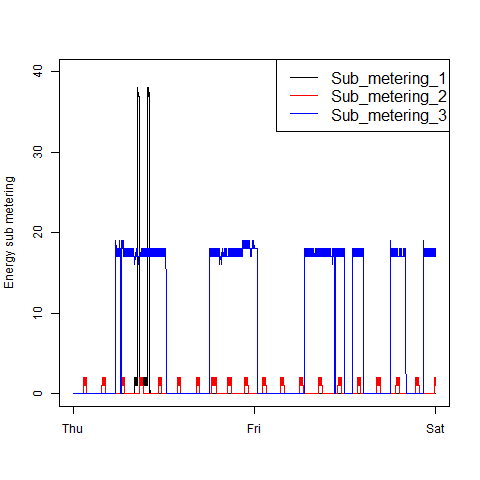 Sub_metering_1
Sub_metering_2
Sub_metering_3
Energy sub metering
40
30
20
10
0
Thu
Fri
Sat